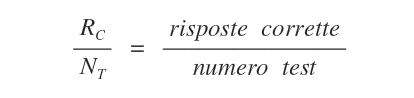 R_C / N_T = risposte corrette / numero test